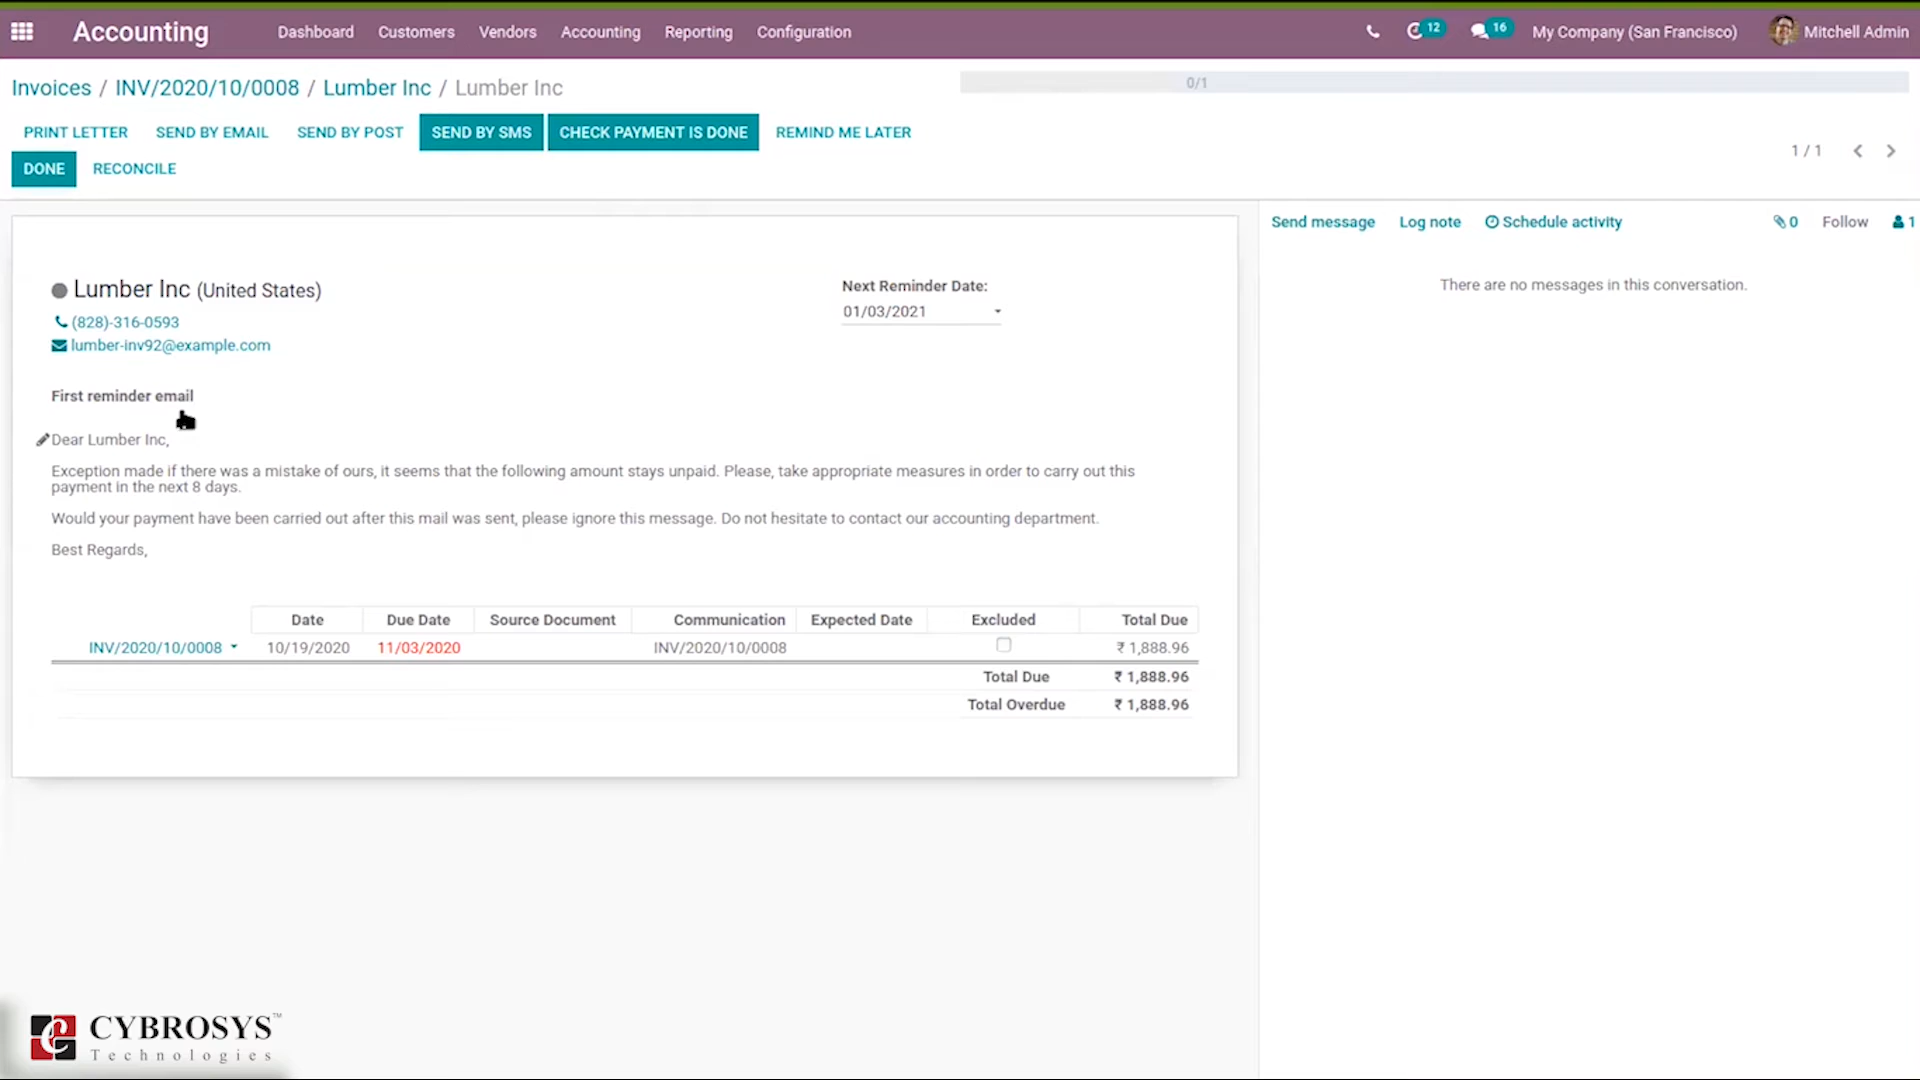 Accounting Dashboard Customers Vendors Accounting Reporting Configuration 12 16 My Company (San Francisco) Mitchell Admin
Invoices / INV/2020/10/0008 / Lumber Inc / Lumber Inc 0/1
PRINT LETTER SEND BY EMAIL SEND BY POST SEND BY SMS CHECK PAYMENT IS DONE REMIND ME LATER
1 / 1
DONE RECONCILE
Send message Log note Schedule activity 0 Follow 1
There are no messages in this conversation.
Lumber Inc (United States)
Next Reminder Date:
01/03/2021
(828)-316-0593
lumber-inv92@example.com
First reminder email
Dear Lumber Inc,
Exception made if there was a mistake of ours, it seems that the following amount stays unpaid. Please, take appropriate measures in order to carry out this
payment in the next 8 days.
Would your payment have been carried out after this mail was sent, please ignore this message. Do not hesitate to contact our accounting department.
Best Regards,
Date Due Date Source Document Communication Expected Date Excluded Total Due
INV/2020/10/0008 10/19/2020 11/03/2020 INV/2020/10/0008 ₹ 1,888.96
Total Due ₹ 1,888.96
Total Overdue ₹ 1,888.96
CYBROSYS™
Technologies